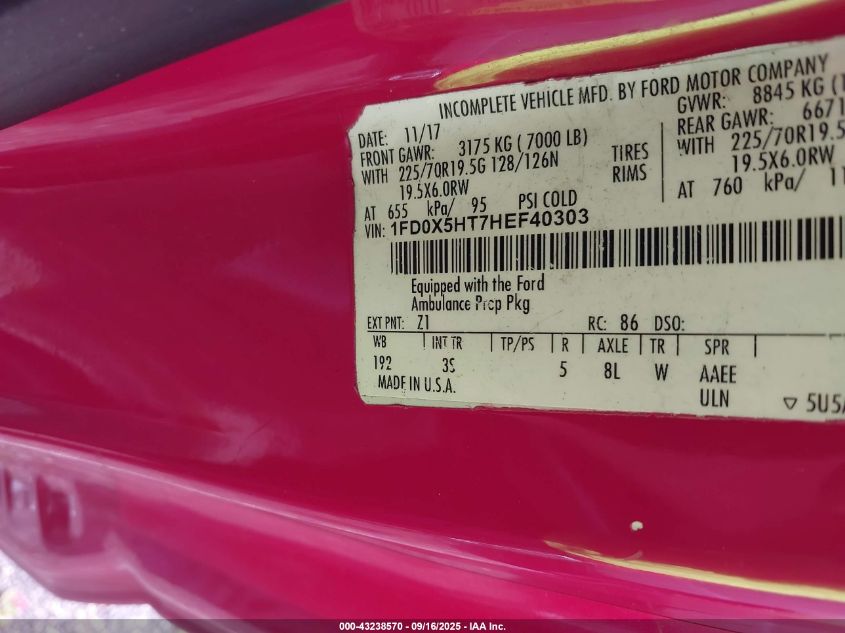 INCOMPLETE VEHICLE MFD. BY FORD MOTOR COMPANY
DATE: 11/17 GVWR: 8845 KG (1
FRONT GAWR: 3175 KG ( 7000 LB) REAR GAWR: 6671
WITH 225/70R19.5G 128/126N TIRES WITH 225/70R19.5
19.5X6.0RW RIMS 19.5X6.0RW
AT 655 kPa/ 95 PSI COLD AT 760 kPa/ 11
VIN: 1FD0X5HT7HEF40303
Equipped with the Ford
Ambulance Prep Pkg
EXT PNT: Z1 RC: 86 DSO:
WB INT TR TP/PS R AXLE TR SPR
192 3S 5 8L W AAEE
MADE IN U.S.A. ULN ▽ 5U5A
000-43238570 - 09/16/2025 - IAA Inc.